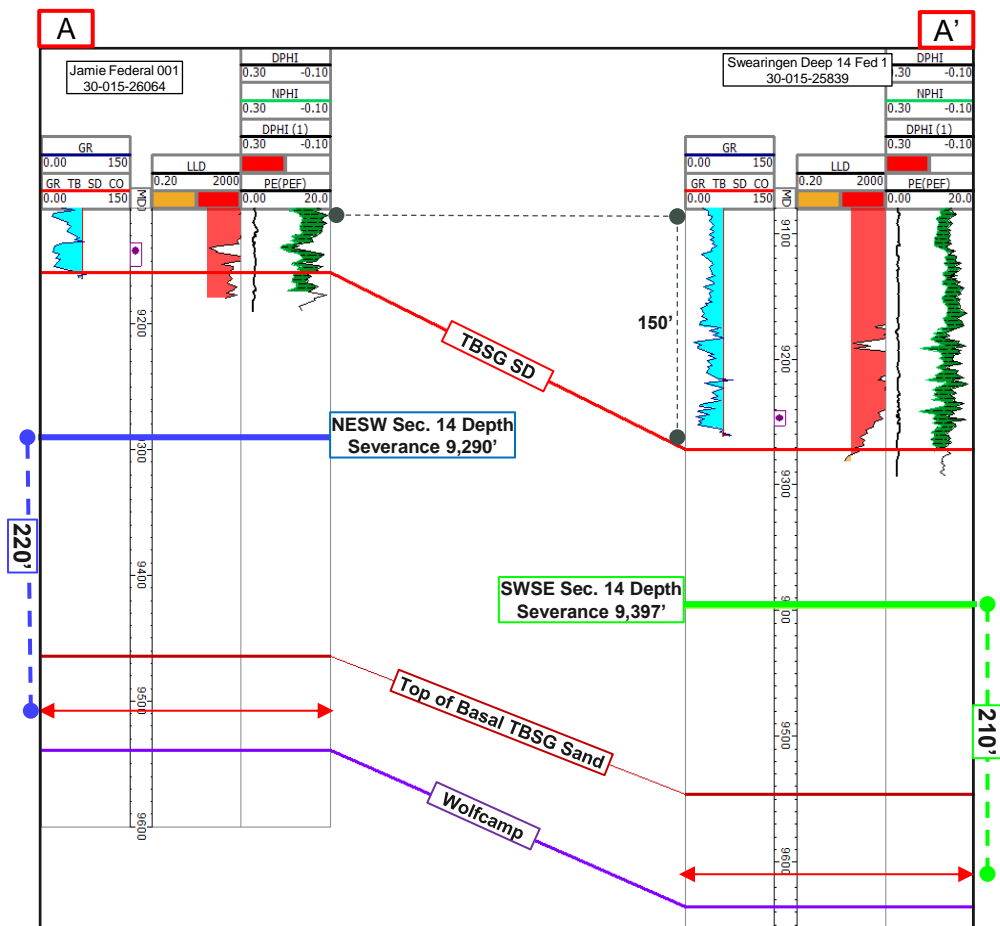 A
A'
Jamie Federal 001
30-015-26064
DPHI
0.30 -0.10
NPHI
0.30 -0.10
DPHI (1)
0.30 -0.10
GR
0.00 150
LLD
0.20 2000
GR TB SD CO
0.00 150
MD
PE(PEF)
0.00 20.0
Swearingen Deep 14 Fed 1
30-015-25839
DPHI
0.30 -0.10
NPHI
0.30 -0.10
DPHI (1)
0.30 -0.10
GR
0.00 150
LLD
0.20 2000
GR TB SD CO
0.00 150
MD
PE(PEF)
0.00 20.0
9200
9300
9400
9500
9600
9100
9200
9300
9500
9600
150'
TBSG SD
NESW Sec. 14 Depth
Severance 9,290'
220'
SWSE Sec. 14 Depth
Severance 9,397'
Top of Basal TBSG Sand
210'
Wolfcamp